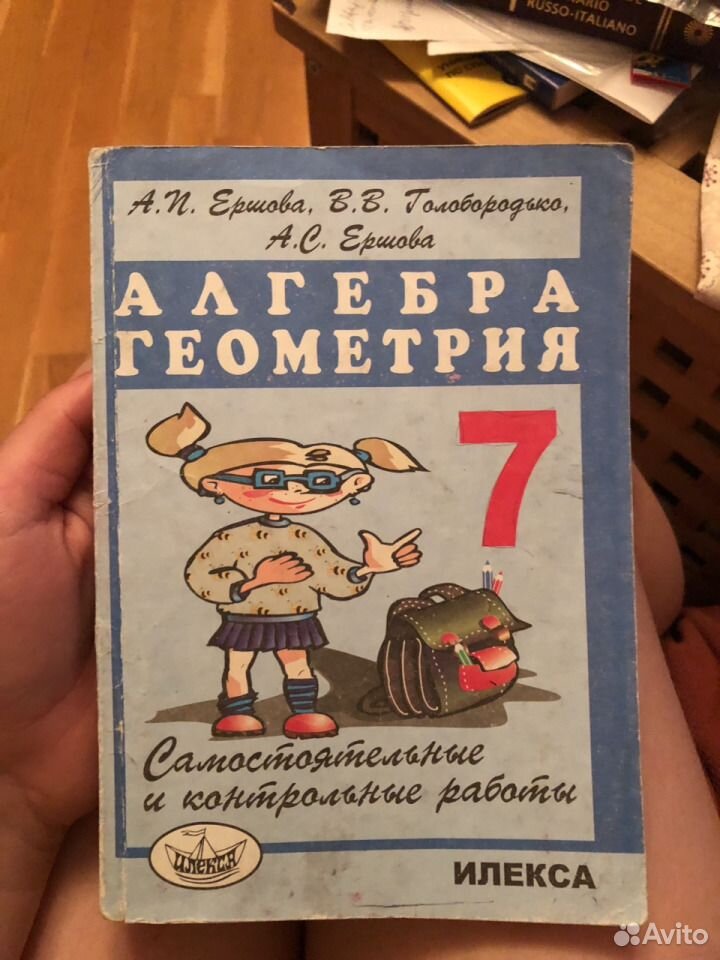 RUSSO-ITALIANO
А.П. Ершова, В.В. Голобородько,
А.С. Ершова
АЛГЕБРА
ГЕОМЕТРИЯ
7
Самостоятельные
и контрольные работы
ИЛЕКСА
ИЛЕКСА
Avito